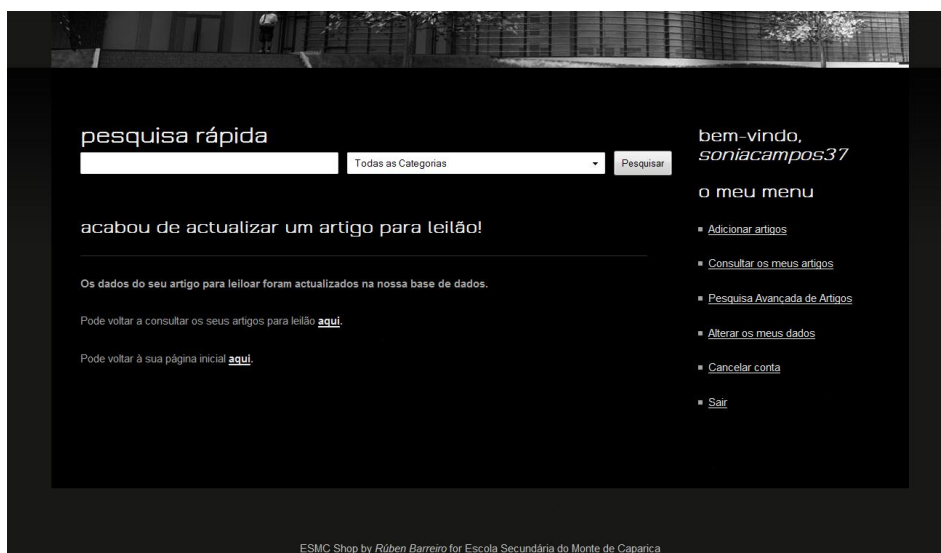 pesquisa rápida
Todas as Categorias
Pesquisar
acabou de actualizar um artigo para leilão!
Os dados do seu artigo para leiloar foram actualizados na nossa base de dados.
Pode voltar a consultar os seus artigos para leilão aqui.
Pode voltar à sua página inicial aqui.
bem-vindo,
soniacampos37
o meu menu
Adicionar artigos
Consultar os meus artigos
Pesquisa Avançada de Artigos
Alterar os meus dados
Cancelar conta
Sair
ESMC Shop by Rúben Barreiro for Escola Secundária do Monte de Caparica